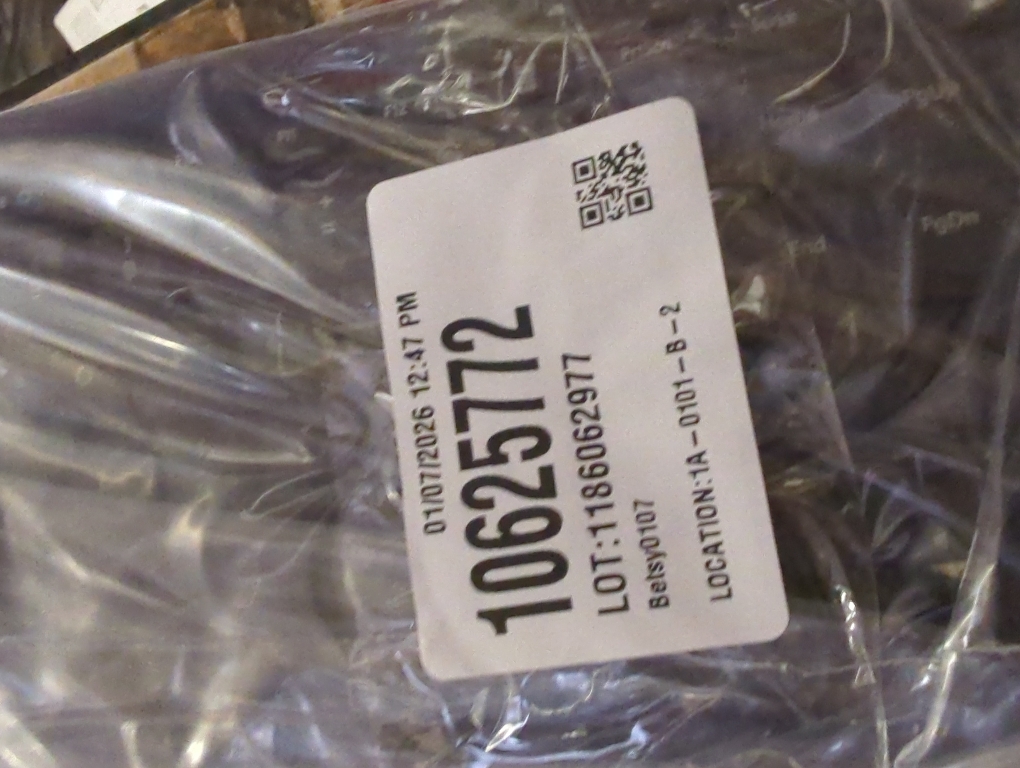 01/07/2026 12:47 PM
10625772
LOT:1186062977
Betsy0107
LOCATION:1A-0101-B-2
End
PgDn